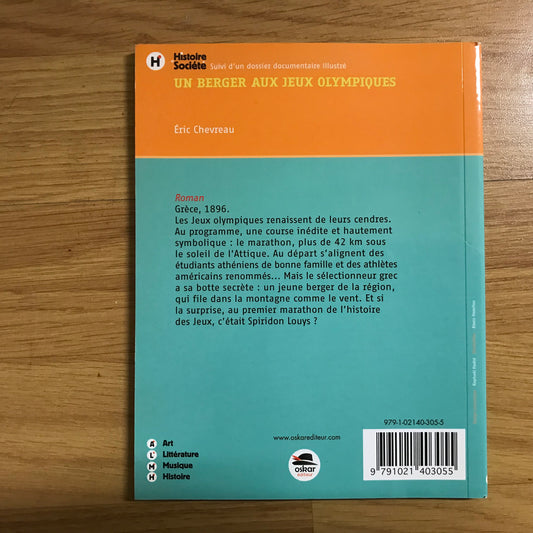 H
Histoire
Société Suivi d'un dossier documentaire illustré
UN BERGER AUX JEUX OLYMPIQUES
Éric Chevreau
Roman
Grèce, 1896.
Les Jeux olympiques renaissent de leurs cendres.
Au programme, une course inédite et hautement
symbolique : le marathon, plus de 42 km sous
le soleil de l'Attique. Au départ s'alignent des
étudiants athéniens de bonne famille et des athlètes
américains renommés... Mais le sélectionneur grec
a sa botte secrète : un jeune berger de la région,
qui file dans la montagne comme le vent. Et si
la surprise, au premier marathon de l'histoire
des Jeux, c'était Spiridon Louys ?
979-1-02140-305-5
www.oskarediteur.com
A Art
L Littérature
M Musique
H Histoire
oskar
éditeur
9 791021 403055